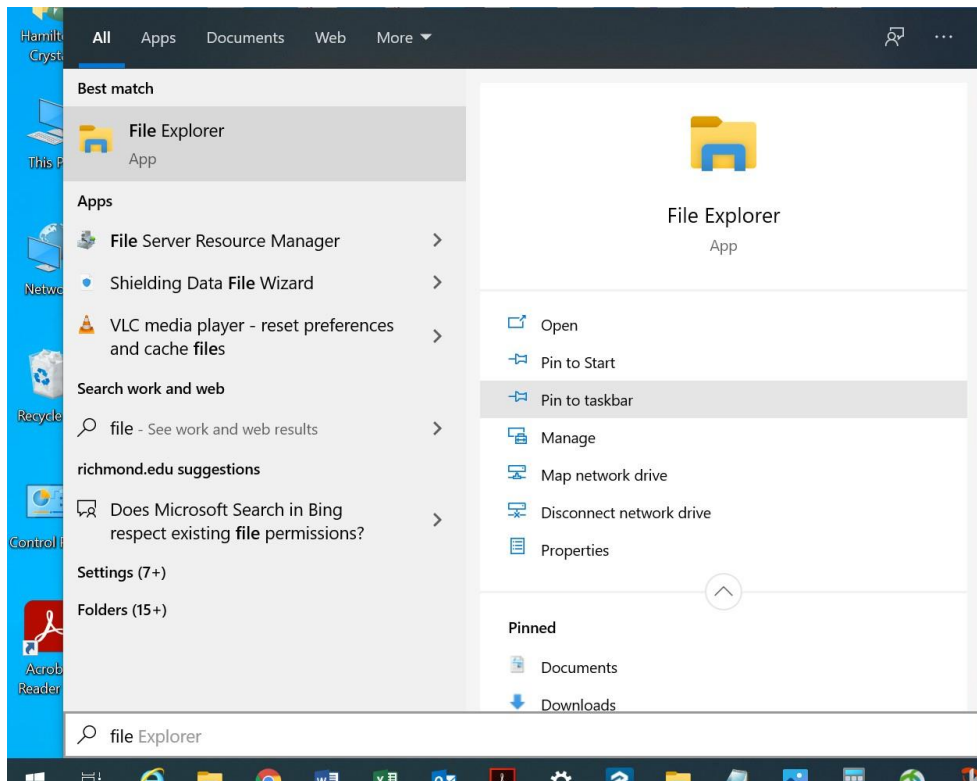 Hamilt
Cryst
This P
Netwo
Recycle
Control P
Acrob
Reader
All Apps Documents Web More
Best match
File Explorer
App
Apps
File Server Resource Manager
Shielding Data File Wizard
VLC media player - reset preferences
and cache files
Search work and web
file - See work and web results
richmond.edu suggestions
Does Microsoft Search in Bing
respect existing file permissions?
Settings (7+)
Folders (15+)
File Explorer
App
Open
Pin to Start
Pin to taskbar
Manage
Map network drive
Disconnect network drive
Properties
Pinned
Documents
Downloads
file Explorer